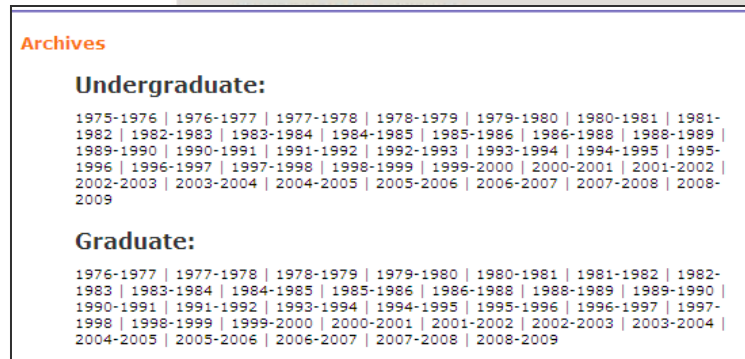 Archives
Undergraduate:
1975-1976 | 1976-1977 | 1977-1978 | 1978-1979 | 1979-1980 | 1980-1981 | 1981-
1982 | 1982-1983 | 1983-1984 | 1984-1985 | 1985-1986 | 1986-1988 | 1988-1989 |
1989-1990 | 1990-1991 | 1991-1992 | 1992-1993 | 1993-1994 | 1994-1995 | 1995-
1996 | 1996-1997 | 1997-1998 | 1998-1999 | 1999-2000 | 2000-2001 | 2001-2002 |
2002-2003 | 2003-2004 | 2004-2005 | 2005-2006 | 2006-2007 | 2007-2008 | 2008-
2009
Graduate:
1976-1977 | 1977-1978 | 1978-1979 | 1979-1980 | 1980-1981 | 1981-1982 | 1982-
1983 | 1983-1984 | 1984-1985 | 1985-1986 | 1986-1988 | 1988-1989 | 1989-1990 |
1990-1991 | 1991-1992 | 1993-1994 | 1994-1995 | 1995-1996 | 1996-1997 | 1997-
1998 | 1998-1999 | 1999-2000 | 2000-2001 | 2001-2002 | 2002-2003 | 2003-2004 |
2004-2005 | 2005-2006 | 2006-2007 | 2007-2008 | 2008-2009